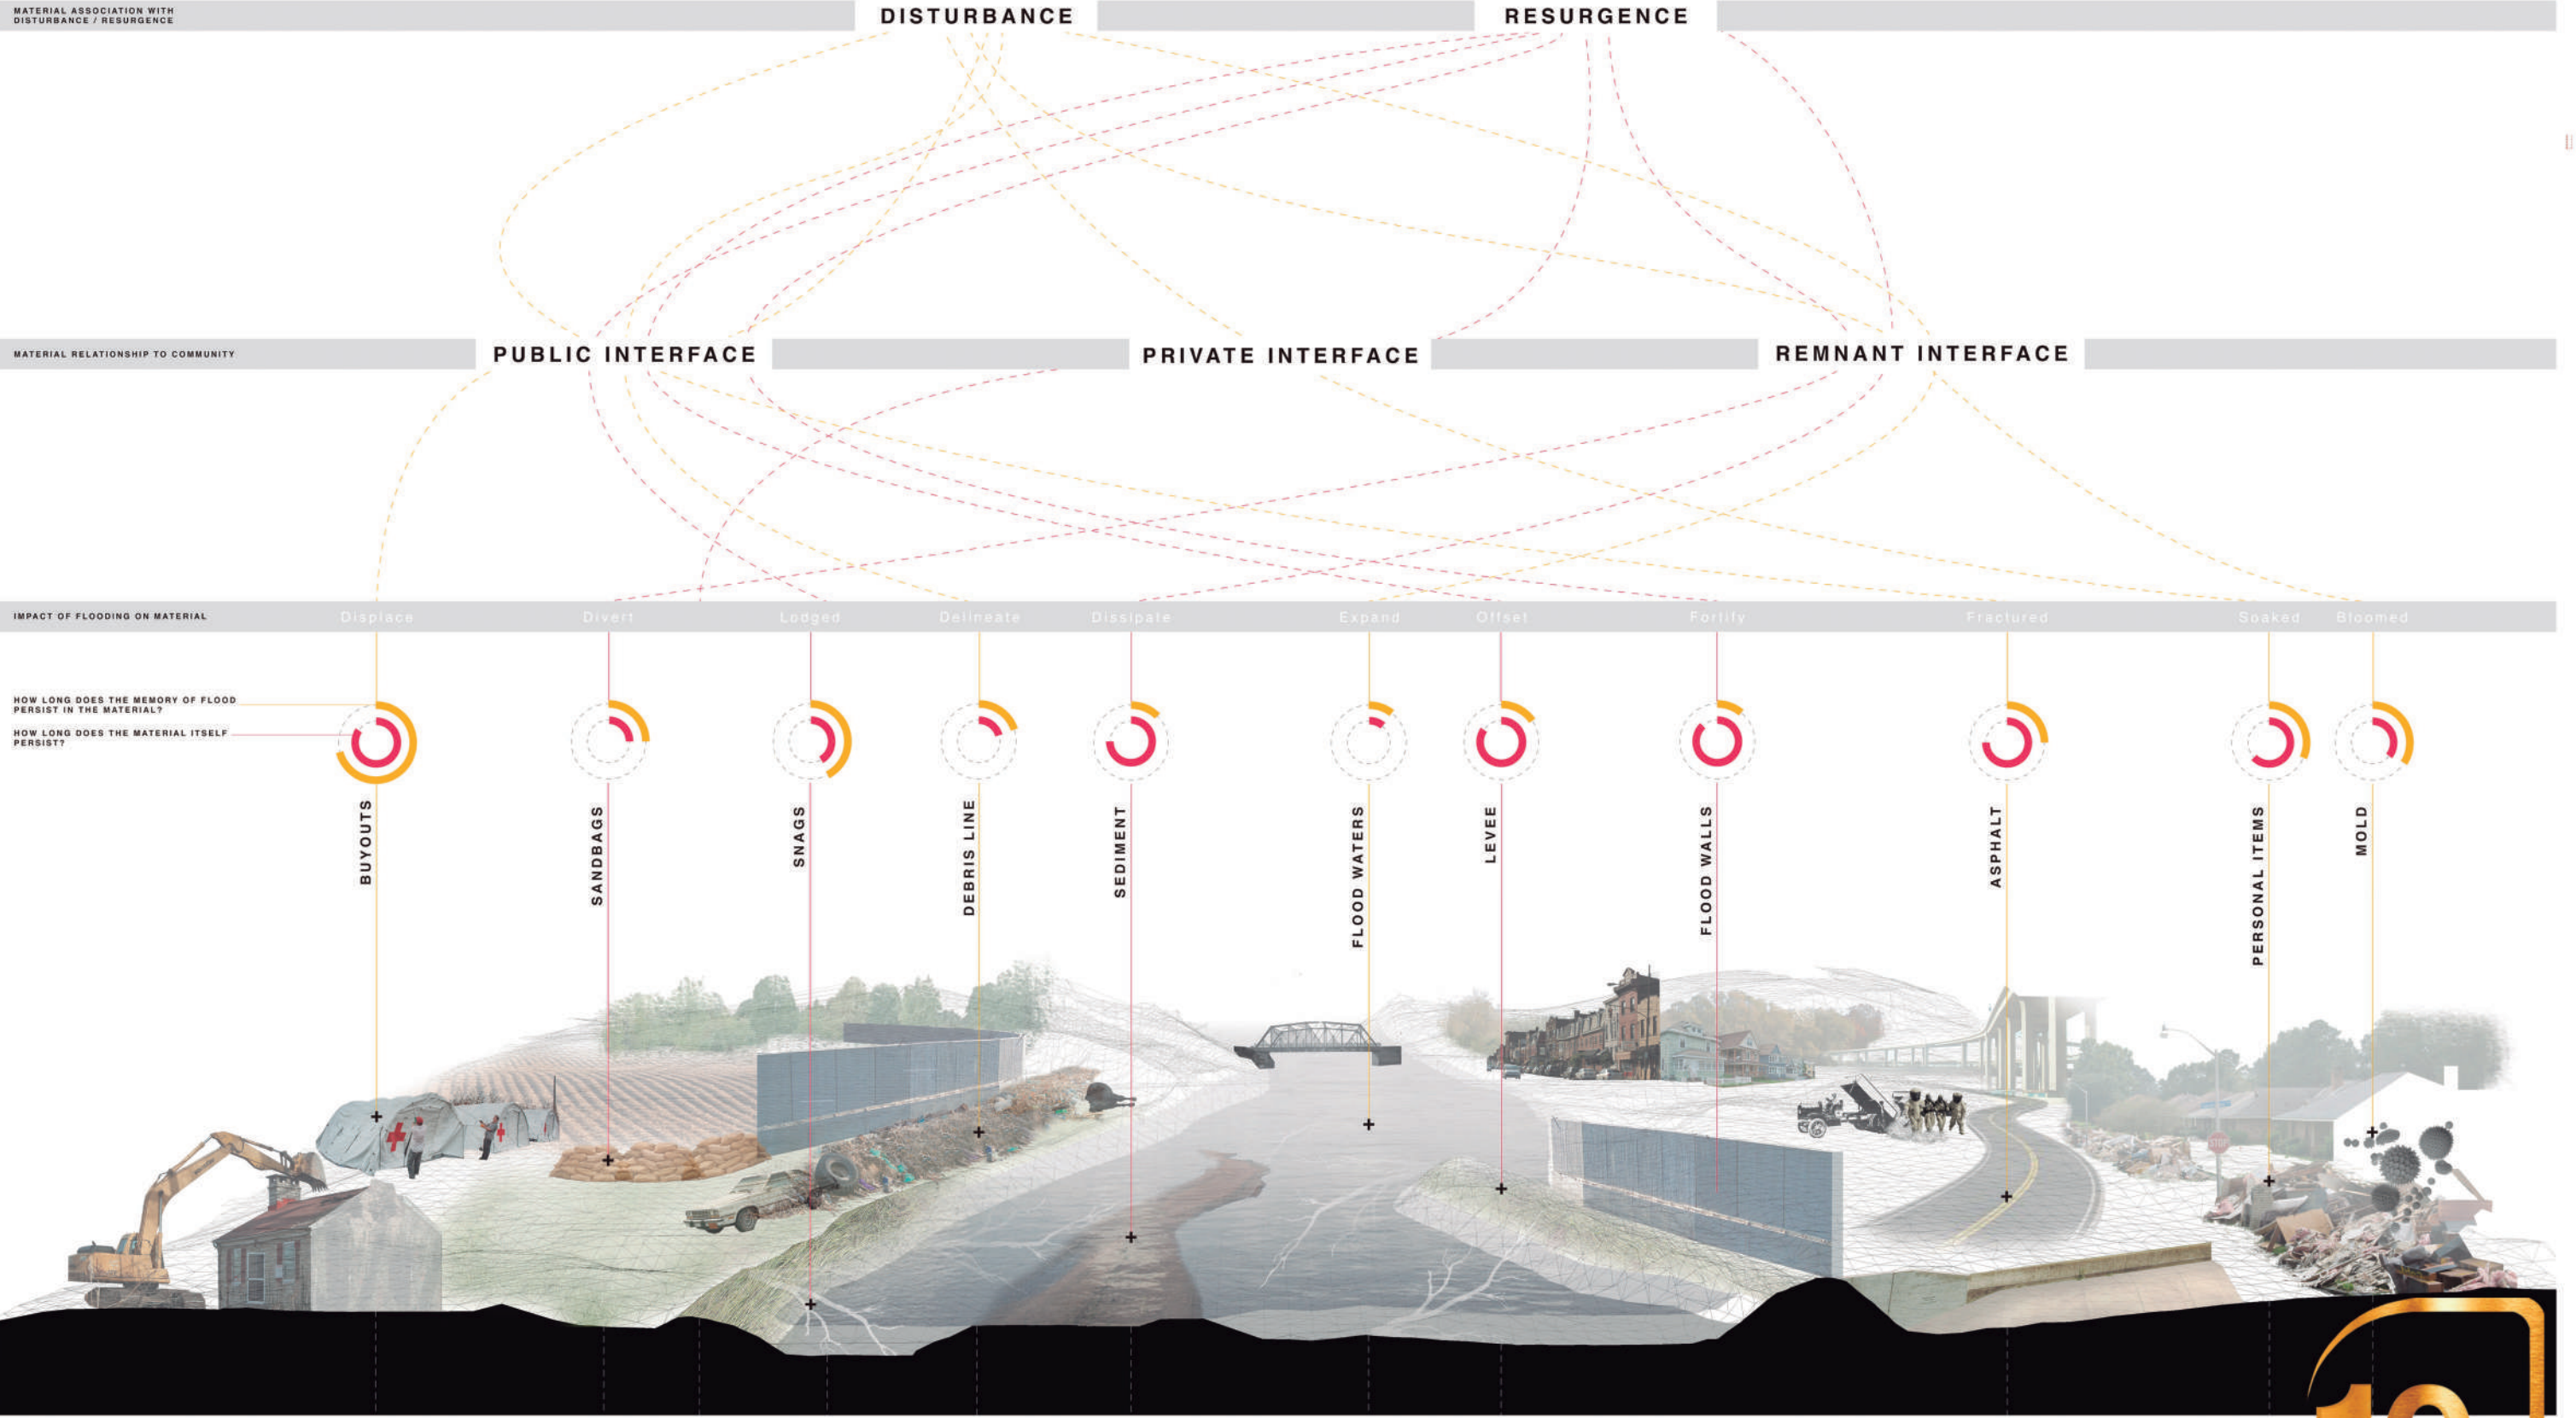 MATERIAL ASSOCIATION WITH
DISTURBANCE / RESURGENCE
DISTURBANCE
RESURGENCE
MATERIAL RELATIONSHIP TO COMMUNITY
PUBLIC INTERFACE
PRIVATE INTERFACE
REMNANT INTERFACE
IMPACT OF FLOODING ON MATERIAL
Displace
Divert
Lodged
Delineate
Dissipate
Expand
Offset
Fortify
Fractured
Soaked
Bloomed
HOW LONG DOES THE MEMORY OF FLOOD
PERSIST IN THE MATERIAL?
HOW LONG DOES THE MATERIAL ITSELF
PERSIST?
BUYOUTS
SANDBAGS
SNAGS
DEBRIS LINE
SEDIMENT
FLOOD WATERS
LEVEE
FLOOD WALLS
ASPHALT
PERSONAL ITEMS
MOLD
STOP